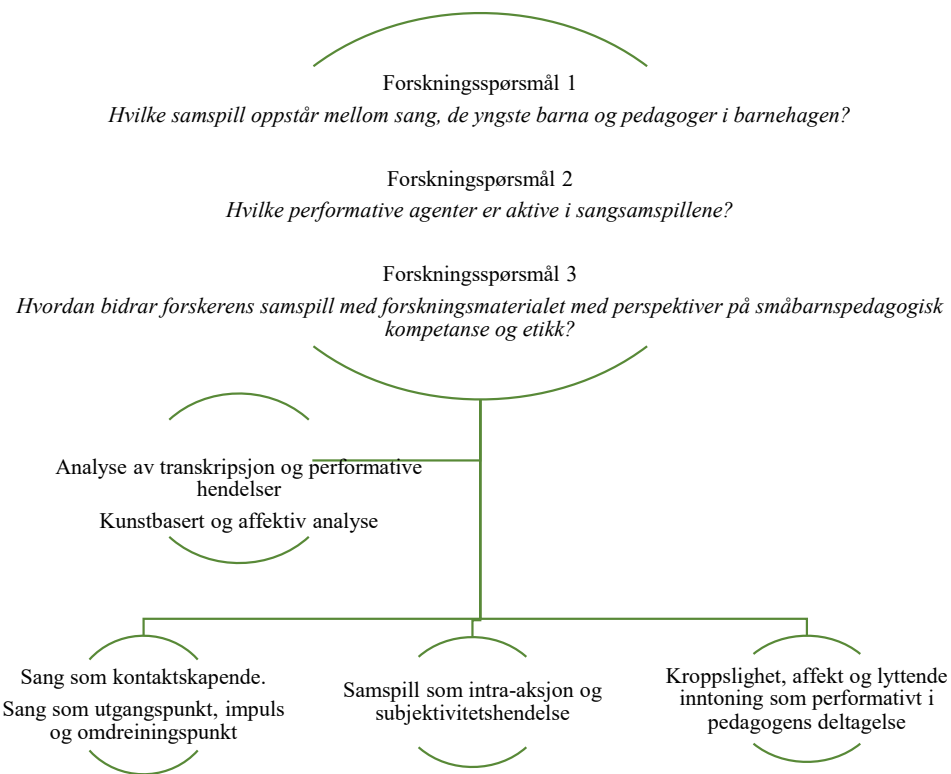 Forskningsspørsmål 1
Hvilke samspill oppstår mellom sang, de yngste barna og pedagoger i barnehagen?
Forskningspørsmål 2
Hvilke performative agenter er aktive i sangsamspillene?
Forskningsspørsmål 3
Hvordan bidrar forskerens samspill med forskningsmaterialet med perspektiver på småbarnspedagogisk
kompetanse og etikk?
Analyse av transkripsjon og performative
hendelser
Kunstbasert og affektiv analyse
Sang som kontaktskapende.
Sang som utgangspunkt, impuls
og omdreiningspunkt
Samspill som intra-aksjon og
subjektivitetshendelse
Kroppslighet, affekt og lyttende
inntoning som performativt i
pedagogens deltagelse